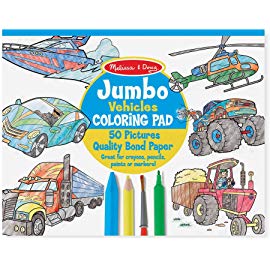 Melissa & Doug
Jumbo
Vehicles
COLORING PAD
50 Pictures
Quality Bond Paper
Great for crayons, pencils,
paints or markers!